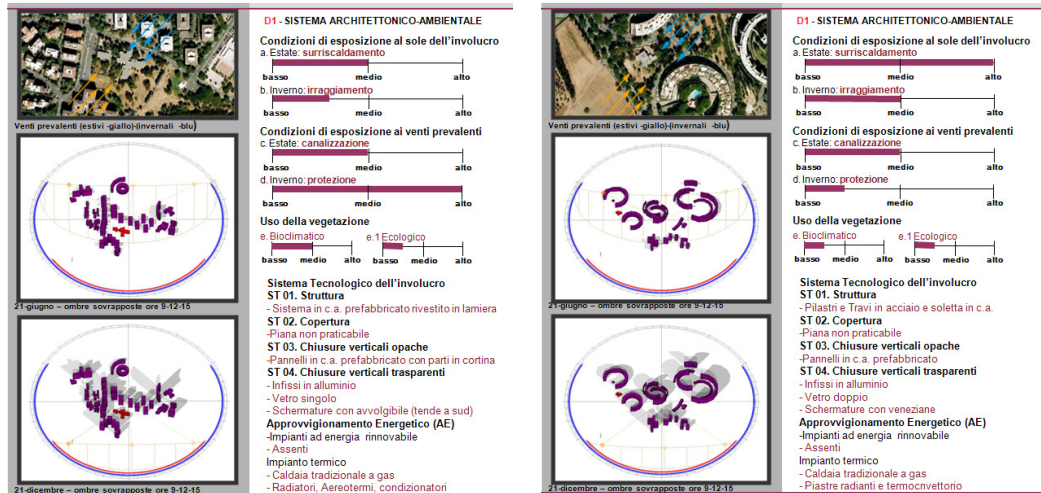 D1 - SISTEMA ARCHITETTONICO-AMBIENTALE
Condizioni di esposizione al sole dell'involucro
a. Estate: surriscaldamento
basso medio alto
b. Inverno: irraggiamento
basso medio alto
Venti prevalenti (estivi -giallo)-(invernali -blu)
Condizioni di esposizione ai venti prevalenti
c. Estate: canalizzazione
basso medio alto
d. Inverno: protezione
basso medio alto
Uso della vegetazione
e. Bioclimatico e.1 Ecologico
basso medio alto basso medio alto
21-giugno – ombre sovrapposte ore 9-12-15
Sistema Tecnologico dell'involucro
ST 01. Struttura
- Sistema in c.a. prefabbricato rivestito in lamiera
ST 02. Copertura
-Piana non praticabile
ST 03. Chiusure verticali opache
-Pannelli in c.a. prefabbricato con parti in cortina
ST 04. Chiusure verticali trasparenti
- Infissi in alluminio
- Vetro singolo
- Schermature con avvolgibile (tende a sud)
Approvvigionamento Energetico (AE)
-Impianti ad energia rinnovabile
- Assenti
Impianto termico
- Caldaia tradizionale a gas
- Radiatori, Aereotermi, condizionatori
21-dicembre – ombre sovrapposte ore 9-12-15
D1 - SISTEMA ARCHITETTONICO-AMBIENTALE
Condizioni di esposizione al sole dell'involucro
a. Estate: surriscaldamento
basso medio alto
b. Inverno: irraggiamento
basso medio alto
Venti prevalenti (estivi -giallo)-(invernali -blu)
Condizioni di esposizione ai venti prevalenti
c. Estate: canalizzazione
basso medio alto
d. Inverno: protezione
basso medio alto
Uso della vegetazione
e. Bioclimatico e.1 Ecologico
basso medio alto basso medio alto
21-giugno – ombre sovrapposte ore 9-12-15
Sistema Tecnologico dell'involucro
ST 01. Struttura
- Pilastri e Travi in acciaio e soletta in c.a.
ST 02. Copertura
-Piana non praticabile
ST 03. Chiusure verticali opache
- Pannelli in c.a. prefabbricato
ST 04. Chiusure verticali trasparenti
- Infissi in alluminio
- Vetro doppio
- Schermature con veneziane
Approvvigionamento Energetico (AE)
-Impianti ad energia rinnovabile
- Assenti
Impianto termico
- Caldaia tradizionale a gas
- Piastre radianti e termocnvettorio
21-dicembre – ombre sovrapposte ore 9-12-15